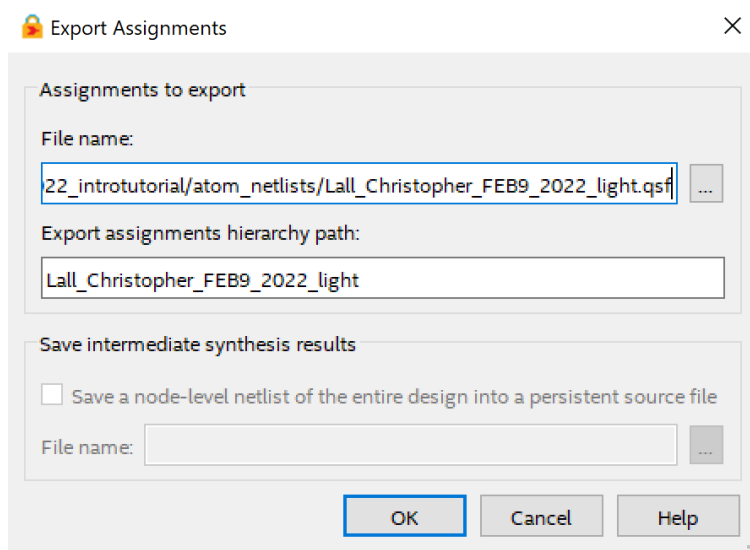 Export Assignments
Assignments to export
File name:
22_introtutorial/atom_netlists/Lall_Christopher_FEB9_2022_light.qsf
...
Export assignments hierarchy path:
Lall_Christopher_FEB9_2022_light
Save intermediate synthesis results
Save a node-level netlist of the entire design into a persistent source file
File name:
...
OK Cancel Help